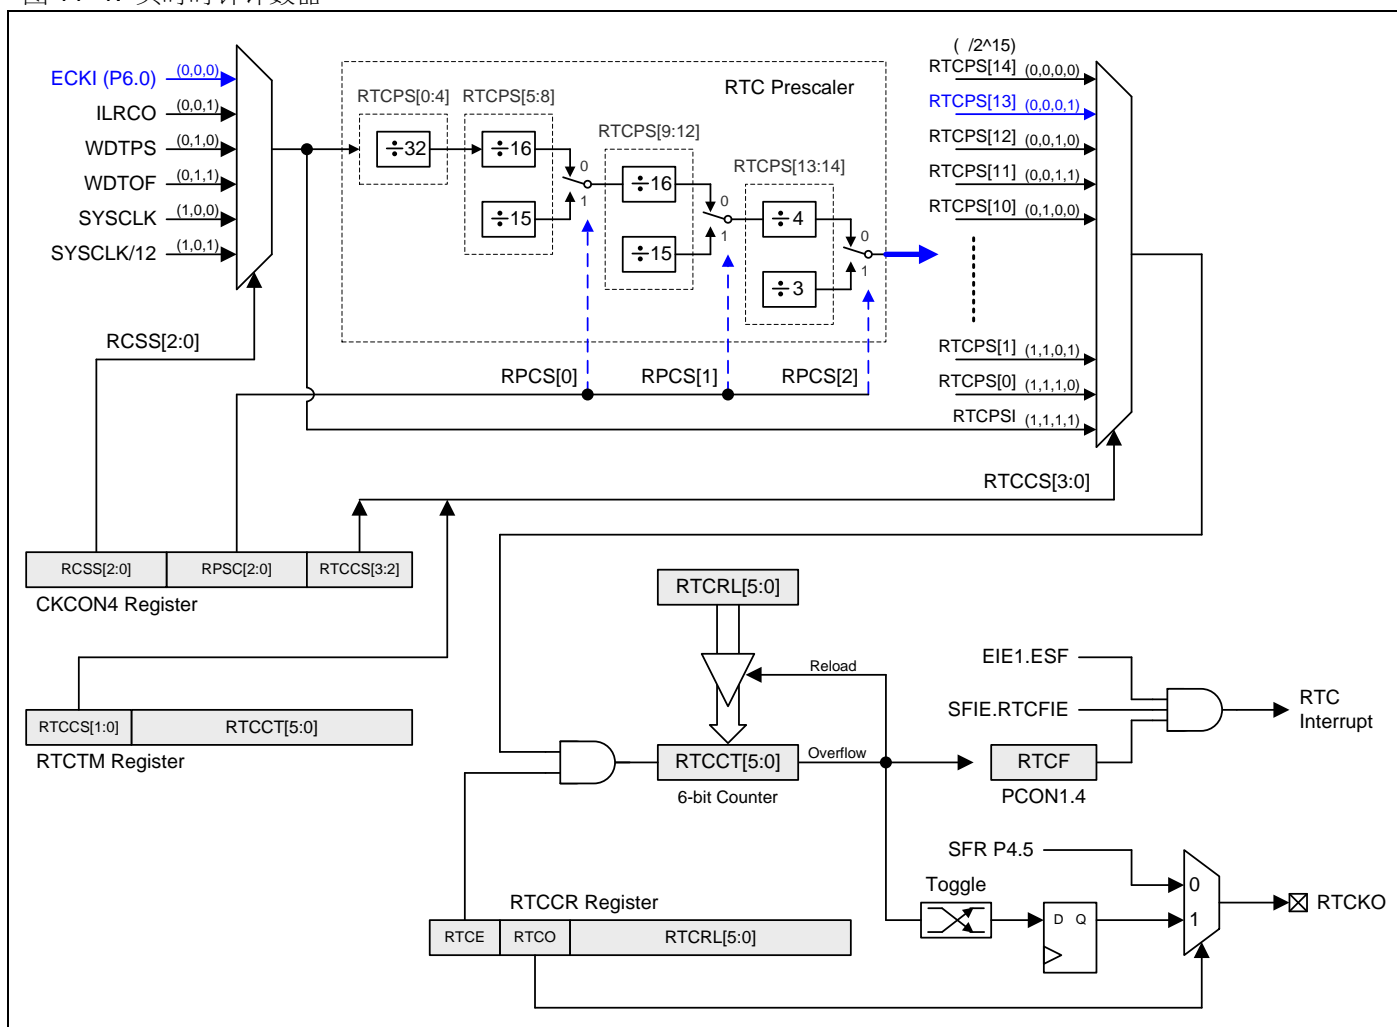 ( /2^15)
ECKI (P6.0) (0,0,0)
ILRCO (0,0,1)
WDTPS (0,1,0)
WDTOF (0,1,1)
SYSCLK (1,0,0)
SYSCLK/12 (1,0,1)
RCSS[2:0]
RTC Prescaler
RTCPS[0:4]
÷32
RTCPS[5:8]
÷16
÷15
0
1
RTCPS[9:12]
÷16
÷15
0
1
RTCPS[13:14]
÷4
÷3
0
1
RPCS[0]
RPCS[1]
RPCS[2]
RTCPS[14] (0,0,0,0)
RTCPS[13] (0,0,0,1)
RTCPS[12] (0,0,1,0)
RTCPS[11] (0,0,1,1)
RTCPS[10] (0,1,0,0)
RTCPS[1] (1,1,0,1)
RTCPS[0] (1,1,1,0)
RTCPSI (1,1,1,1)
RTCCS[3:0]
RCSS[2:0] RPSC[2:0] RTCCS[3:2]
CKCON4 Register
RTCCS[1:0] RTCCT[5:0]
RTCTM Register
RTCRL[5:0]
Reload
RTCCT[5:0]
Overflow
6-bit Counter
EIE1.ESF
SFIE.RTCFIE
RTCF
PCON1.4
RTC
Interrupt
SFR P4.5
Toggle
D Q
0
1
RTCKO
RTCCR Register
RTCE RTCO RTCRL[5:0]